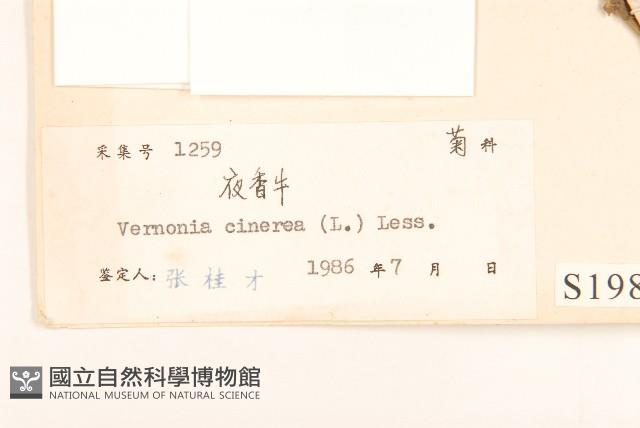 采集号 1259 菊 科
夜香牛
Vernonia cinerea (L.) Less.
鉴定人: 张桂才 1986 年 7 月 日
S198
國立自然科學博物館
NATIONAL MUSEUM OF NATURAL SCIENCE